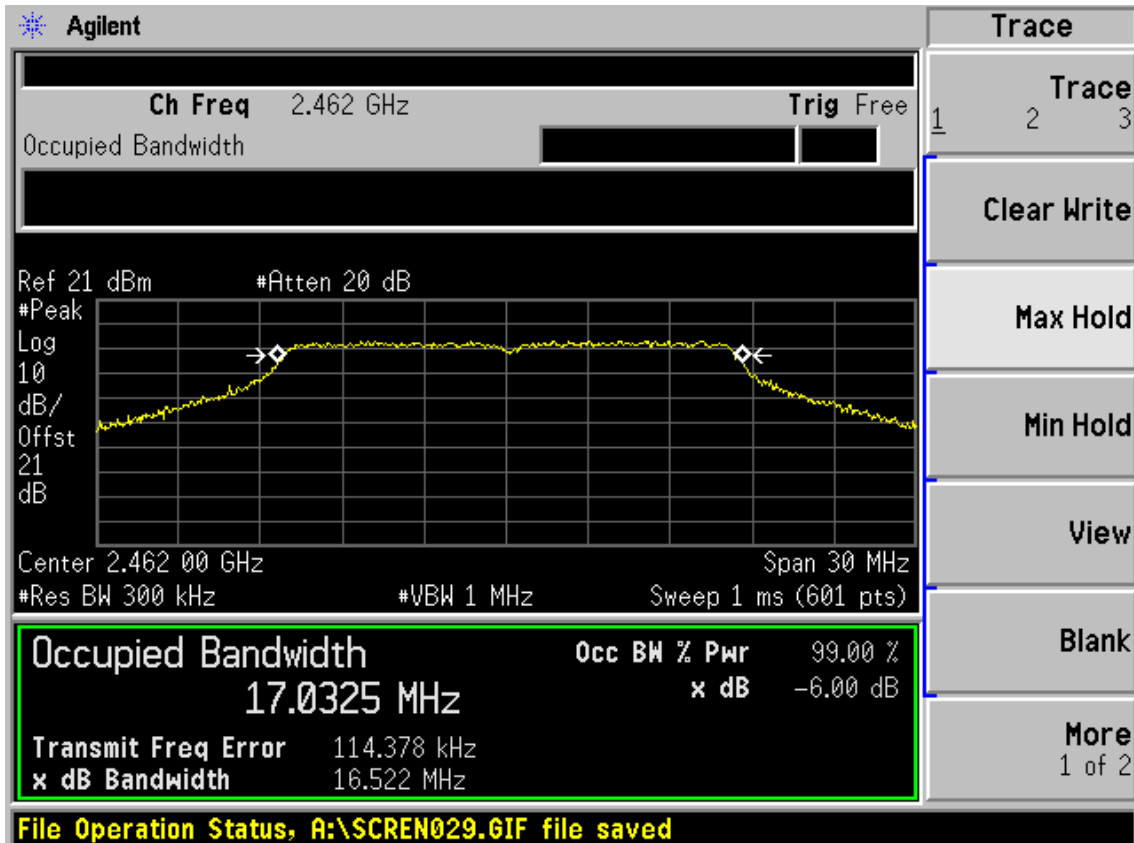 Agilent
Trace
Ch Freq 2.462 GHz Trig Free
Occupied Bandwidth
Trace
1 2 3
Clear Write
Max Hold
Min Hold
View
Blank
More
1 of 2
Ref 21 dBm #Atten 20 dB
#Peak
Log
10
dB/
Offst
21
dB
Center 2.462 00 GHz Span 30 MHz
#Res BW 300 kHz #VBW 1 MHz Sweep 1 ms (601 pts)
Occupied Bandwidth
17.0325 MHz
Occ BW % Pwr 99.00 %
x dB -6.00 dB
Transmit Freq Error 114.378 kHz
x dB Bandwidth 16.522 MHz
File Operation Status, A:\SCREN029.GIF file saved